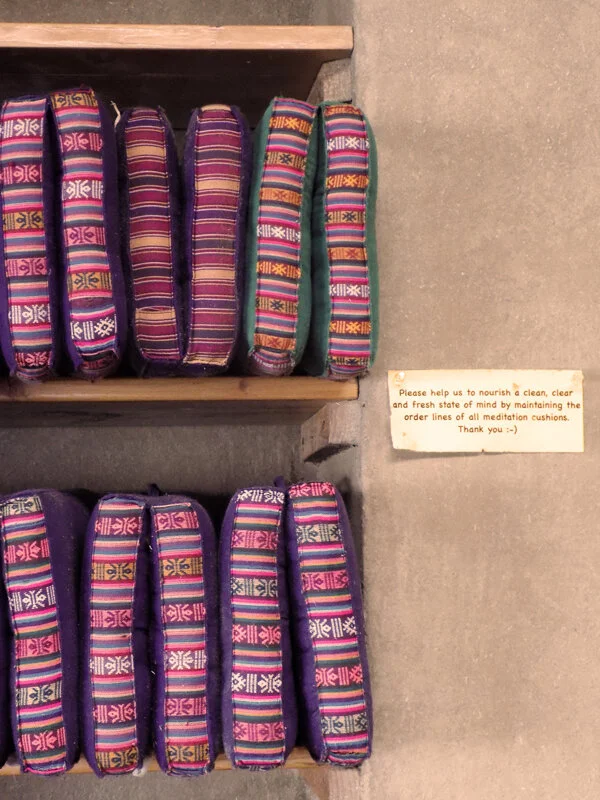 Please help us to nourish a clean, clear
and fresh state of mind by maintaining the
order lines of all meditation cushions.
Thank you :-)